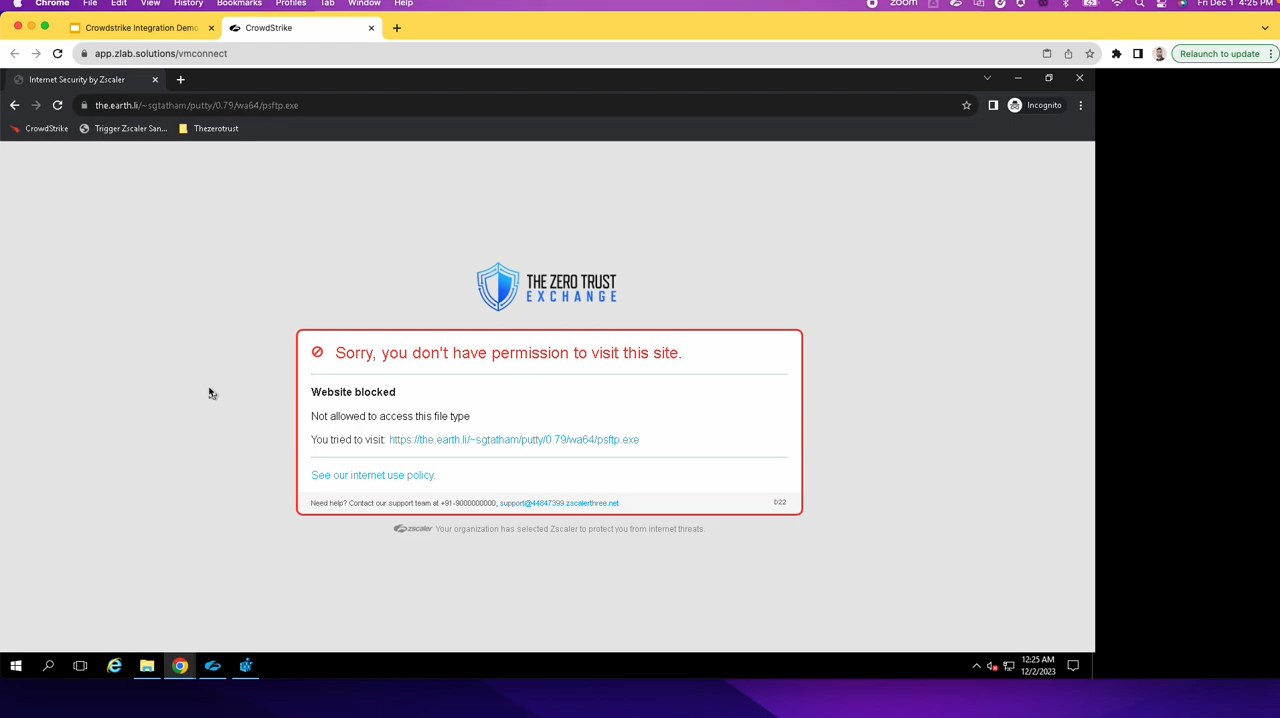 Chrome File Edit View History Bookmarks Profiles Tab Window Help zoom Fri Dec 1 4:25 PM
Crowdstrike Integration Demo × CrowdStrike × +
app.zlab.solutions/vmconnect Relaunch to update
Internet Security by Zscaler × +
the.earth.li/~sgtatham/putty/0.79/wa64/psftp.exe Incognito
CrowdStrike Trigger Zscaler San... Thezerotrust
THE ZERO TRUST
EXCHANGE
Sorry, you don't have permission to visit this site.
Website blocked
Not allowed to access this file type
You tried to visit: https://the.earth.li/~sgtatham/putty/0.79/wa64/psftp.exe
See our internet use policy.
Need help? Contact our support team at +91-9000000000, support@44847399.zscalerthree.net D22
zscaler Your organization has selected Zscaler to protect you from internet threats.
12:25 AM
12/2/2023